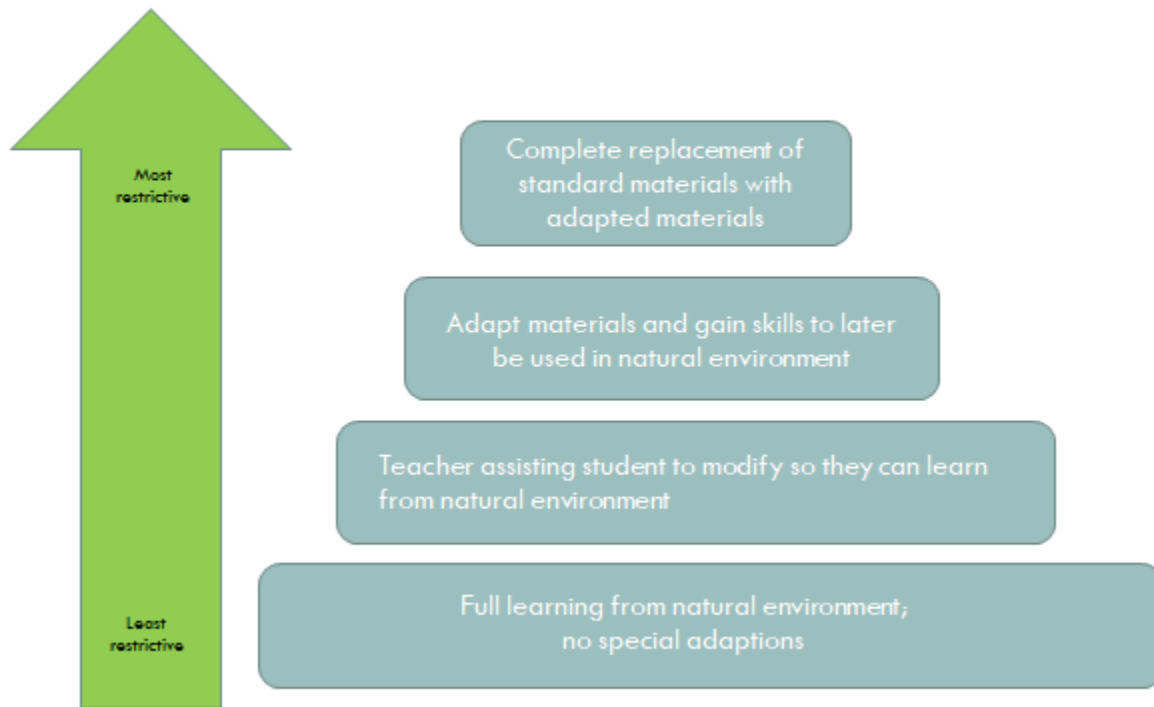 Most
restrictive
Complete replacement of
standard materials with
adapted materials
Adapt materials and gain skills to later
be used in natural environment
Teacher assisting student to modify so they can learn
from natural environment
Least
restrictive
Full learning from natural environment;
no special adaptions